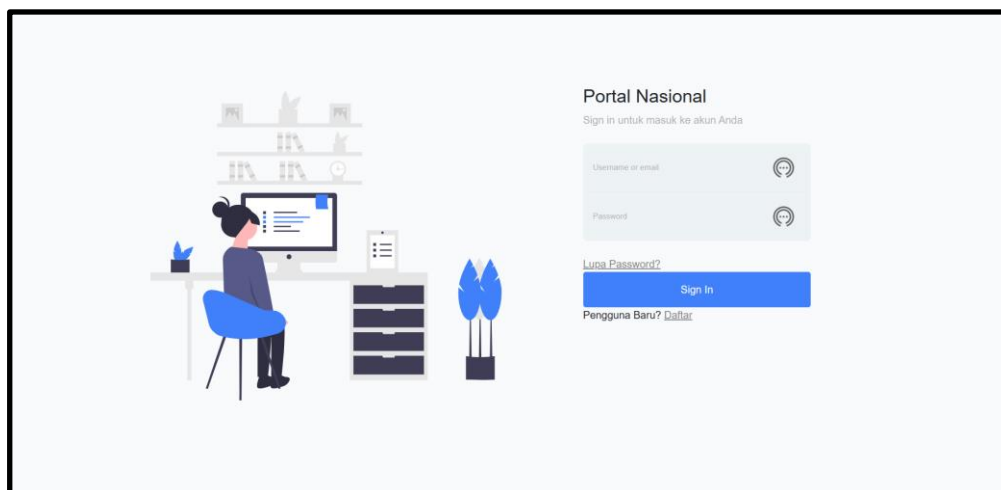 Portal Nasional
Sign in untuk masuk ke akun Anda
Username or email
Password
Lupa Password?
Sign In
Pengguna Baru? Daftar